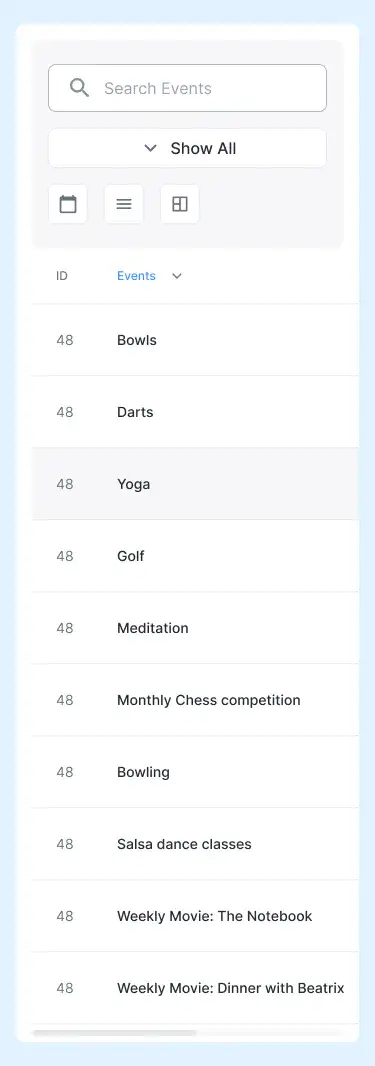 Search Events
Show All
ID Events
48 Bowls
48 Darts
48 Yoga
48 Golf
48 Meditation
48 Monthly Chess competition
48 Bowling
48 Salsa dance classes
48 Weekly Movie: The Notebook
48 Weekly Movie: Dinner with Beatrix